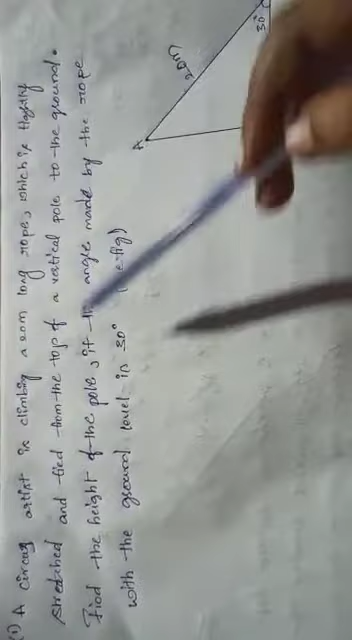 (1) A circus artist is climbing a 20m long rope, which is tightly
stretched and tied from the top of a vertical pole to the ground.
Find the height of the pole, if the angle made by the rope
with the ground level is 30° fig)
A
20m
30°